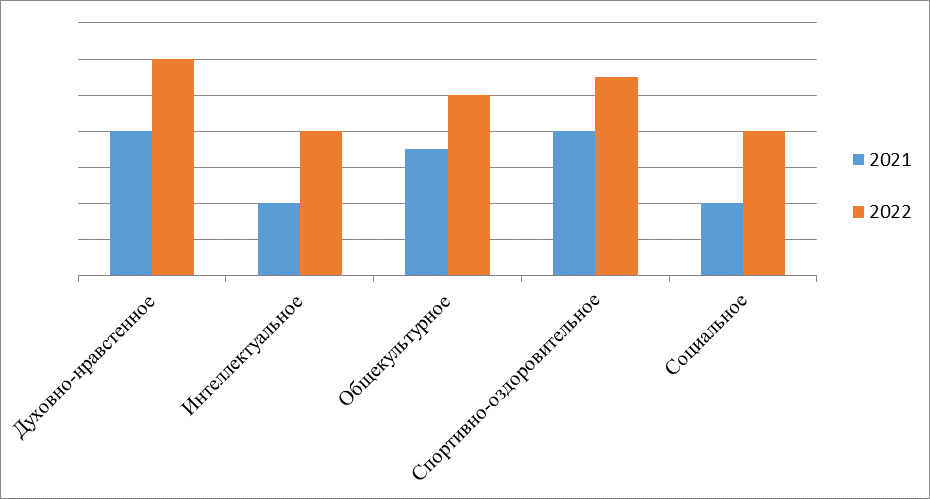 2021
2022
Духовно-нравстенное
Интеллектуальное
Общекультурное
Спортивно-оздоровительное
Социальное